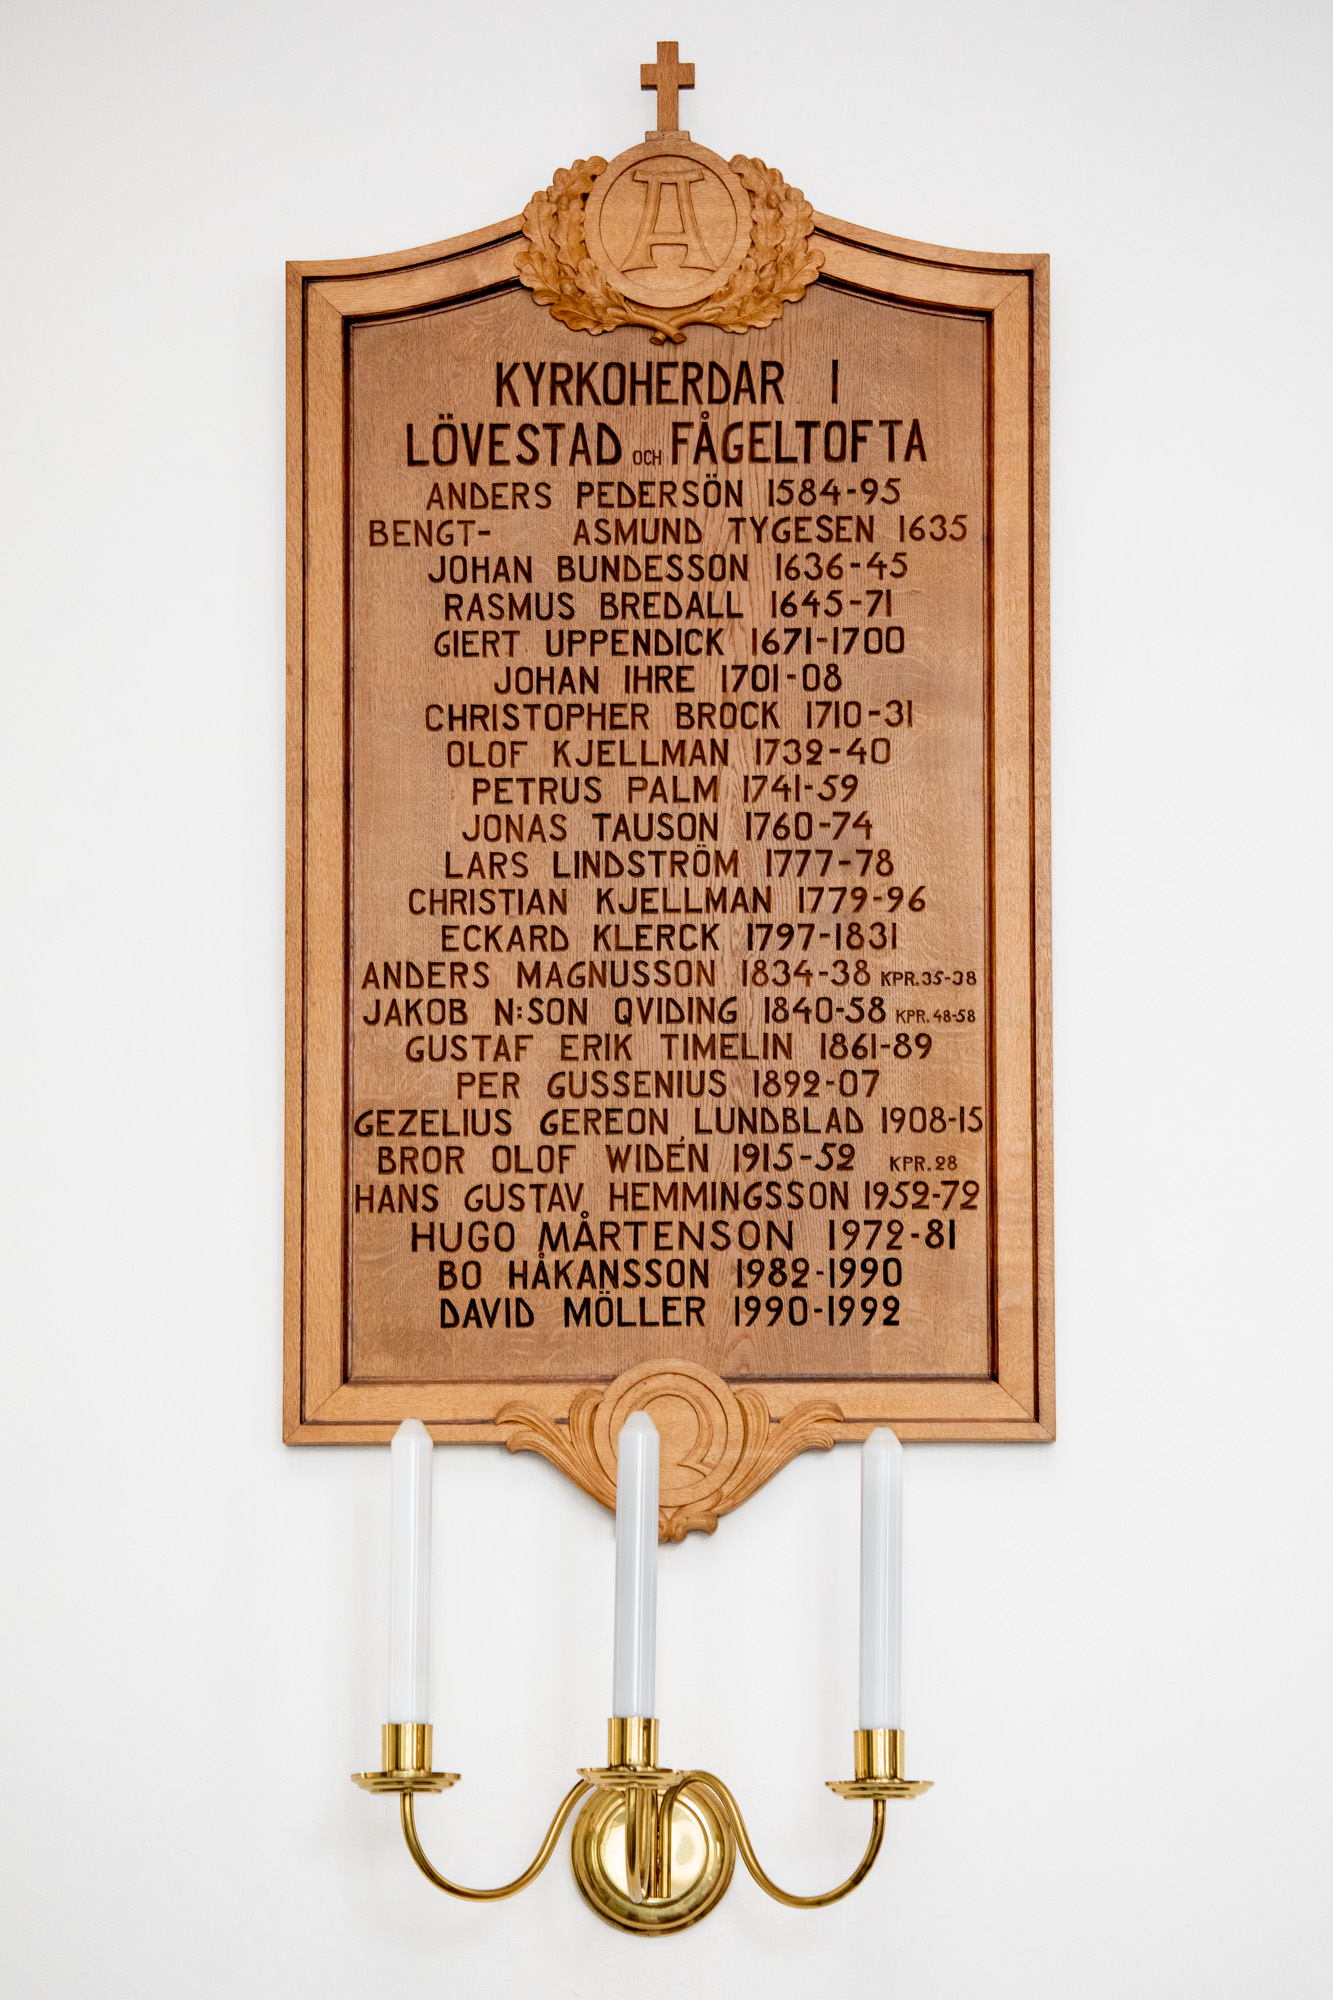 A
KYRKOHERDAR I
LÖVESTAD OCH FÅGELTOFTA
ANDERS PEDERSÖN 1584-95
BENGT- ASMUND TYGESEN 1635
JOHAN BUNDESSON 1636-45
RASMUS BREDALL 1645-71
GIERT UPPENDICK 1671-1700
JOHAN IHRE 1701-08
CHRISTOPHER BROCK 1710-31
OLOF KJELLMAN 1732-40
PETRUS PALM 1741-59
JONAS TAUSON 1760-74
LARS LINDSTRÖM 1777-78
CHRISTIAN KJELLMAN 1779-96
ECKARD KLERCK 1797-1831
ANDERS MAGNUSSON 1834-38 KPR.35-38
JAKOB N:SON QVIDING 1840-58 KPR.48-58
GUSTAF ERIK TIMELIN 1861-89
PER GUSSENIUS 1892-07
GEZELIUS GEREON LUNDBLAD 1908-15
BROR OLOF WIDÉN 1915-52 KPR.28
HANS GUSTAV HEMMINGSSON 1952-72
HUGO MÅRTENSON 1972-81
BO HÅKANSSON 1982-1990
DAVID MÖLLER 1990-1992